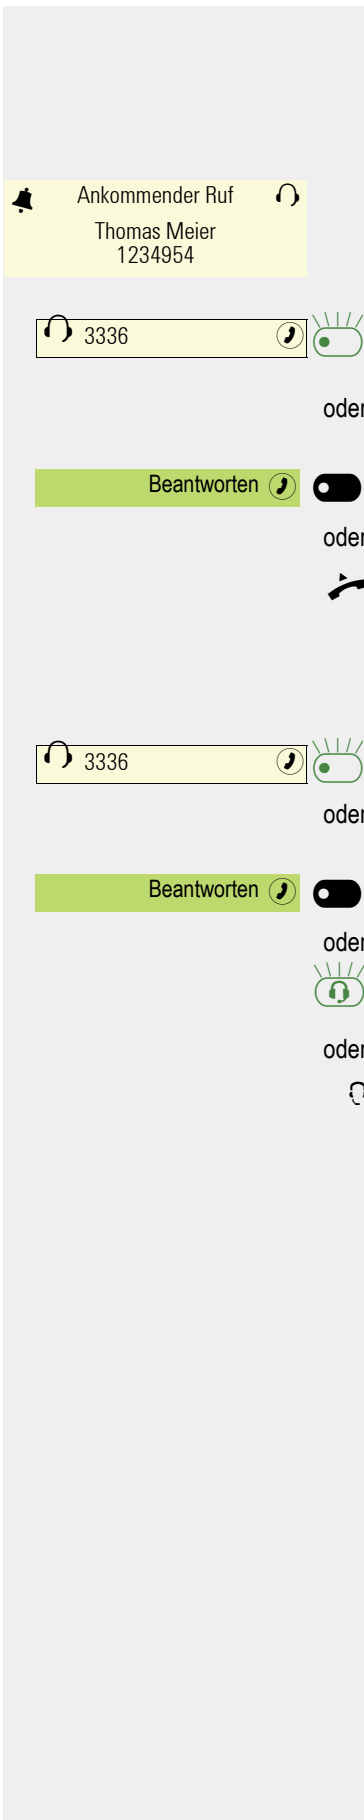 Ankommender Ruf
Thomas Meier
1234954
3336
oder
Beantworten
oder
3336
oder
Beantworten
oder
oder